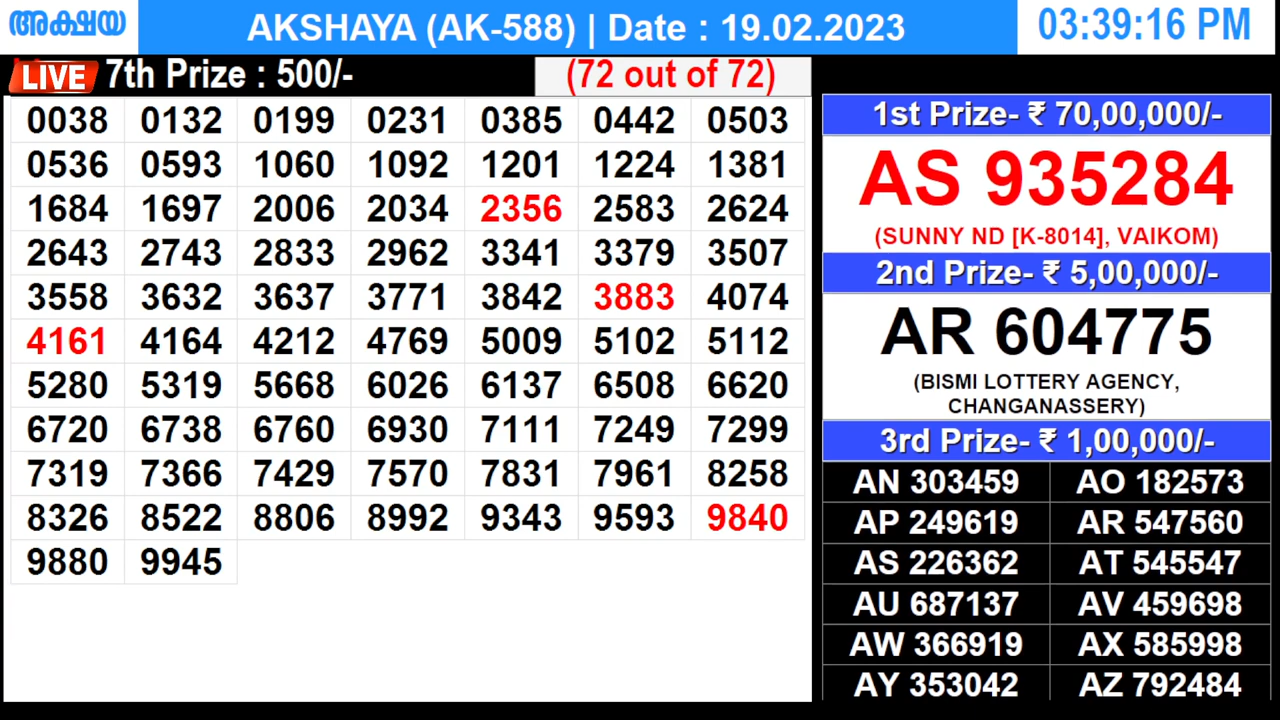 അക്ഷയ
AKSHAYA (AK-588) | Date : 19.02.2023
03:39:16 PM
LIVE 7th Prize : 500/-
(72 out of 72)
0038 0132 0199 0231 0385 0442 0503
0536 0593 1060 1092 1201 1224 1381
1684 1697 2006 2034 2356 2583 2624
2643 2743 2833 2962 3341 3379 3507
3558 3632 3637 3771 3842 3883 4074
4161 4164 4212 4769 5009 5102 5112
5280 5319 5668 6026 6137 6508 6620
6720 6738 6760 6930 7111 7249 7299
7319 7366 7429 7570 7831 7961 8258
8326 8522 8806 8992 9343 9593 9840
9880 9945
1st Prize- ₹ 70,00,000/-
AS 935284
(SUNNY ND [K-8014], VAIKOM)
2nd Prize- ₹ 5,00,000/-
AR 604775
(BISMI LOTTERY AGENCY,
CHANGANASSERY)
3rd Prize- ₹ 1,00,000/-
AN 303459 AO 182573
AP 249619 AR 547560
AS 226362 AT 545547
AU 687137 AV 459698
AW 366919 AX 585998
AY 353042 AZ 792484